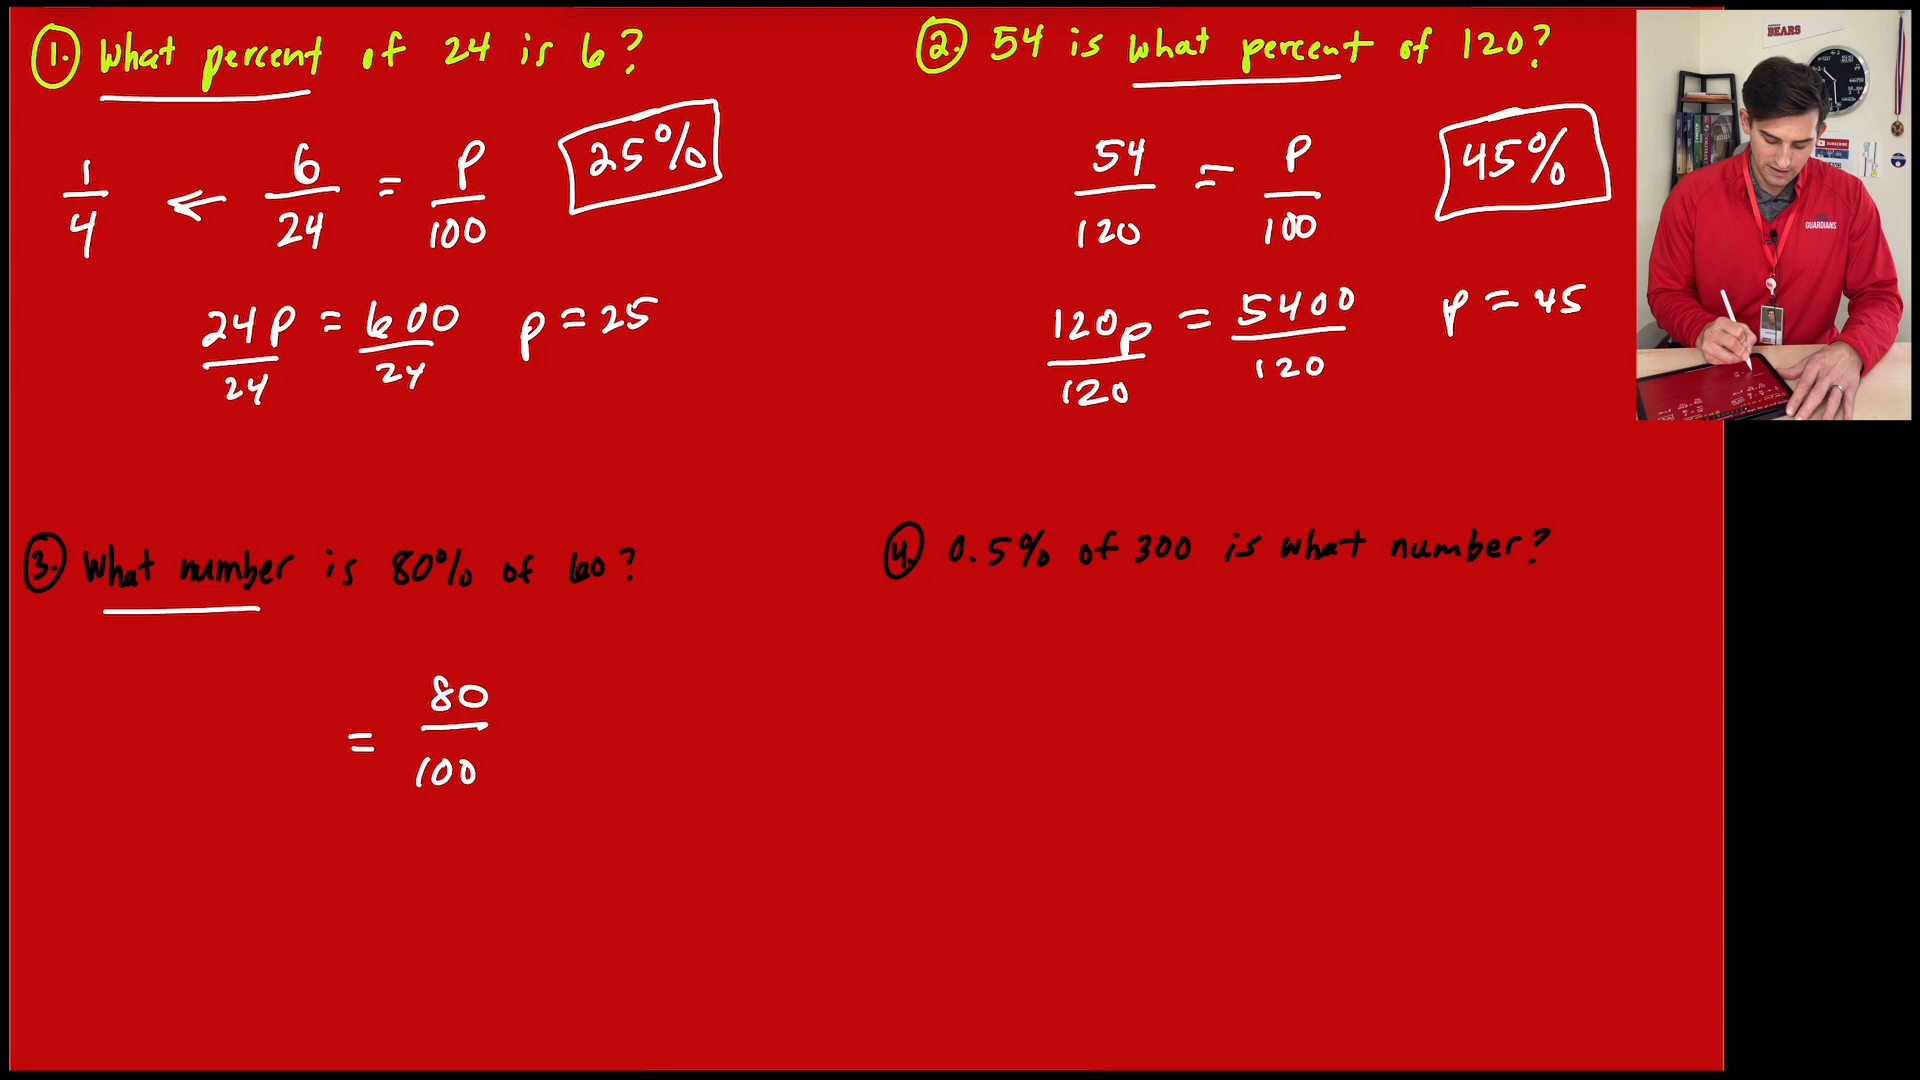 1. What percent of 24 is 6?
1/4 ← 6/24 = P/100
25%
24p = 600
24 24
p = 25
2. 54 is what percent of 120?
54/120 = P/100
45%
120p = 5400
120 120
p = 45
3. What number is 80% of 60?
= 80/100
4. 0.5% of 300 is what number?
BEARS
GUARDIANS